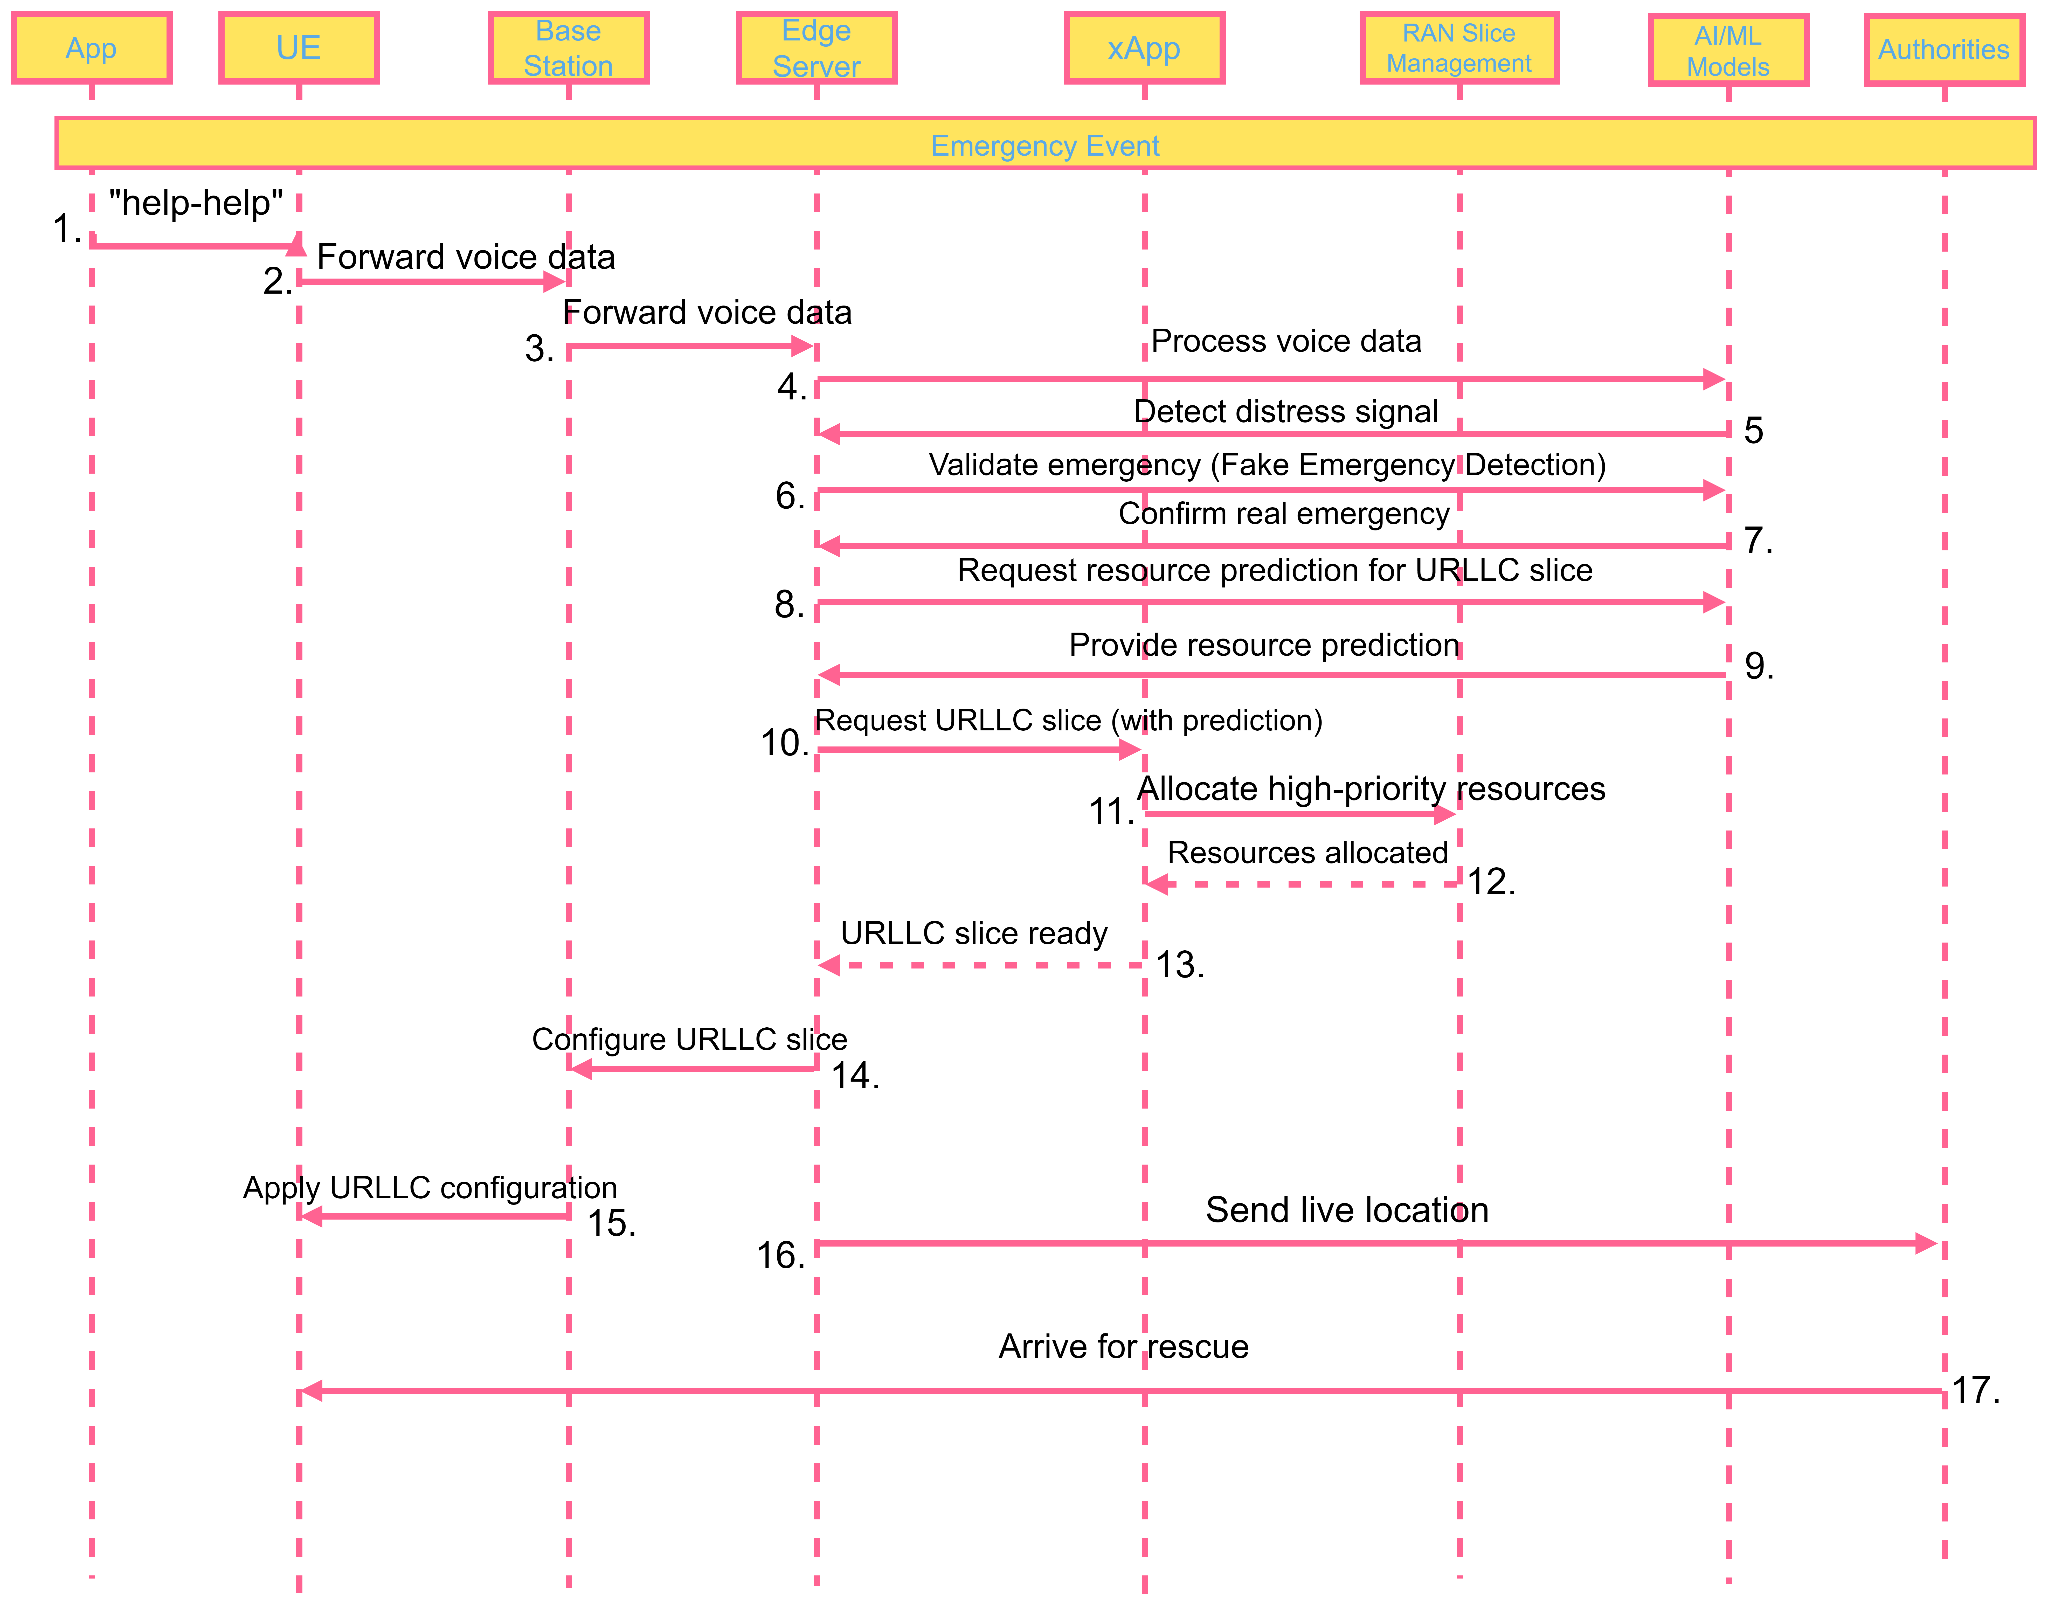 App
UE
Base
Station
Edge
Server
xApp
RAN Slice
Management
AI/ML
Models
Authorities
Emergency Event
"help-help"
1.
Forward voice data
2.
Forward voice data
3.
Process voice data
4.
Detect distress signal
5
Validate emergency (Fake Emergency Detection)
6.
Confirm real emergency
7.
Request resource prediction for URLLC slice
8.
Provide resource prediction
9.
Request URLLC slice (with prediction)
10.
Allocate high-priority resources
11.
Resources allocated
12.
URLLC slice ready
13.
Configure URLLC slice
14.
Apply URLLC configuration
15.
Send live location
16.
Arrive for rescue
17.